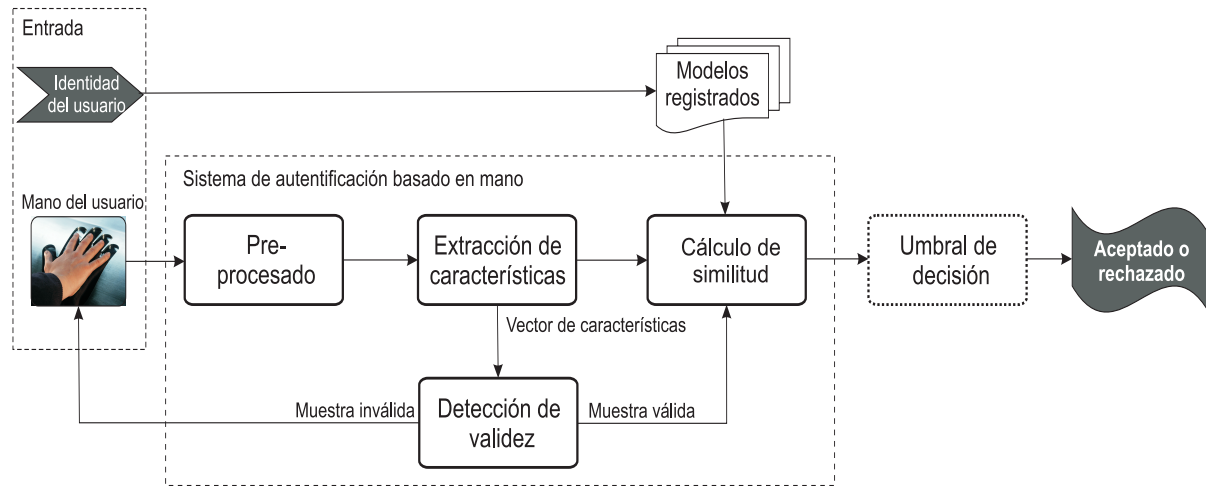 Entrada
Identidad
del usuario
Modelos
registrados
Sistema de autentificación basado en mano
Mano del usuario
Pre-
procesado
Extracción de
características
Cálculo de
similitud
Umbral de
decisión
Aceptado o
rechazado
Vector de características
Muestra inválida
Detección de
validez
Muestra válida